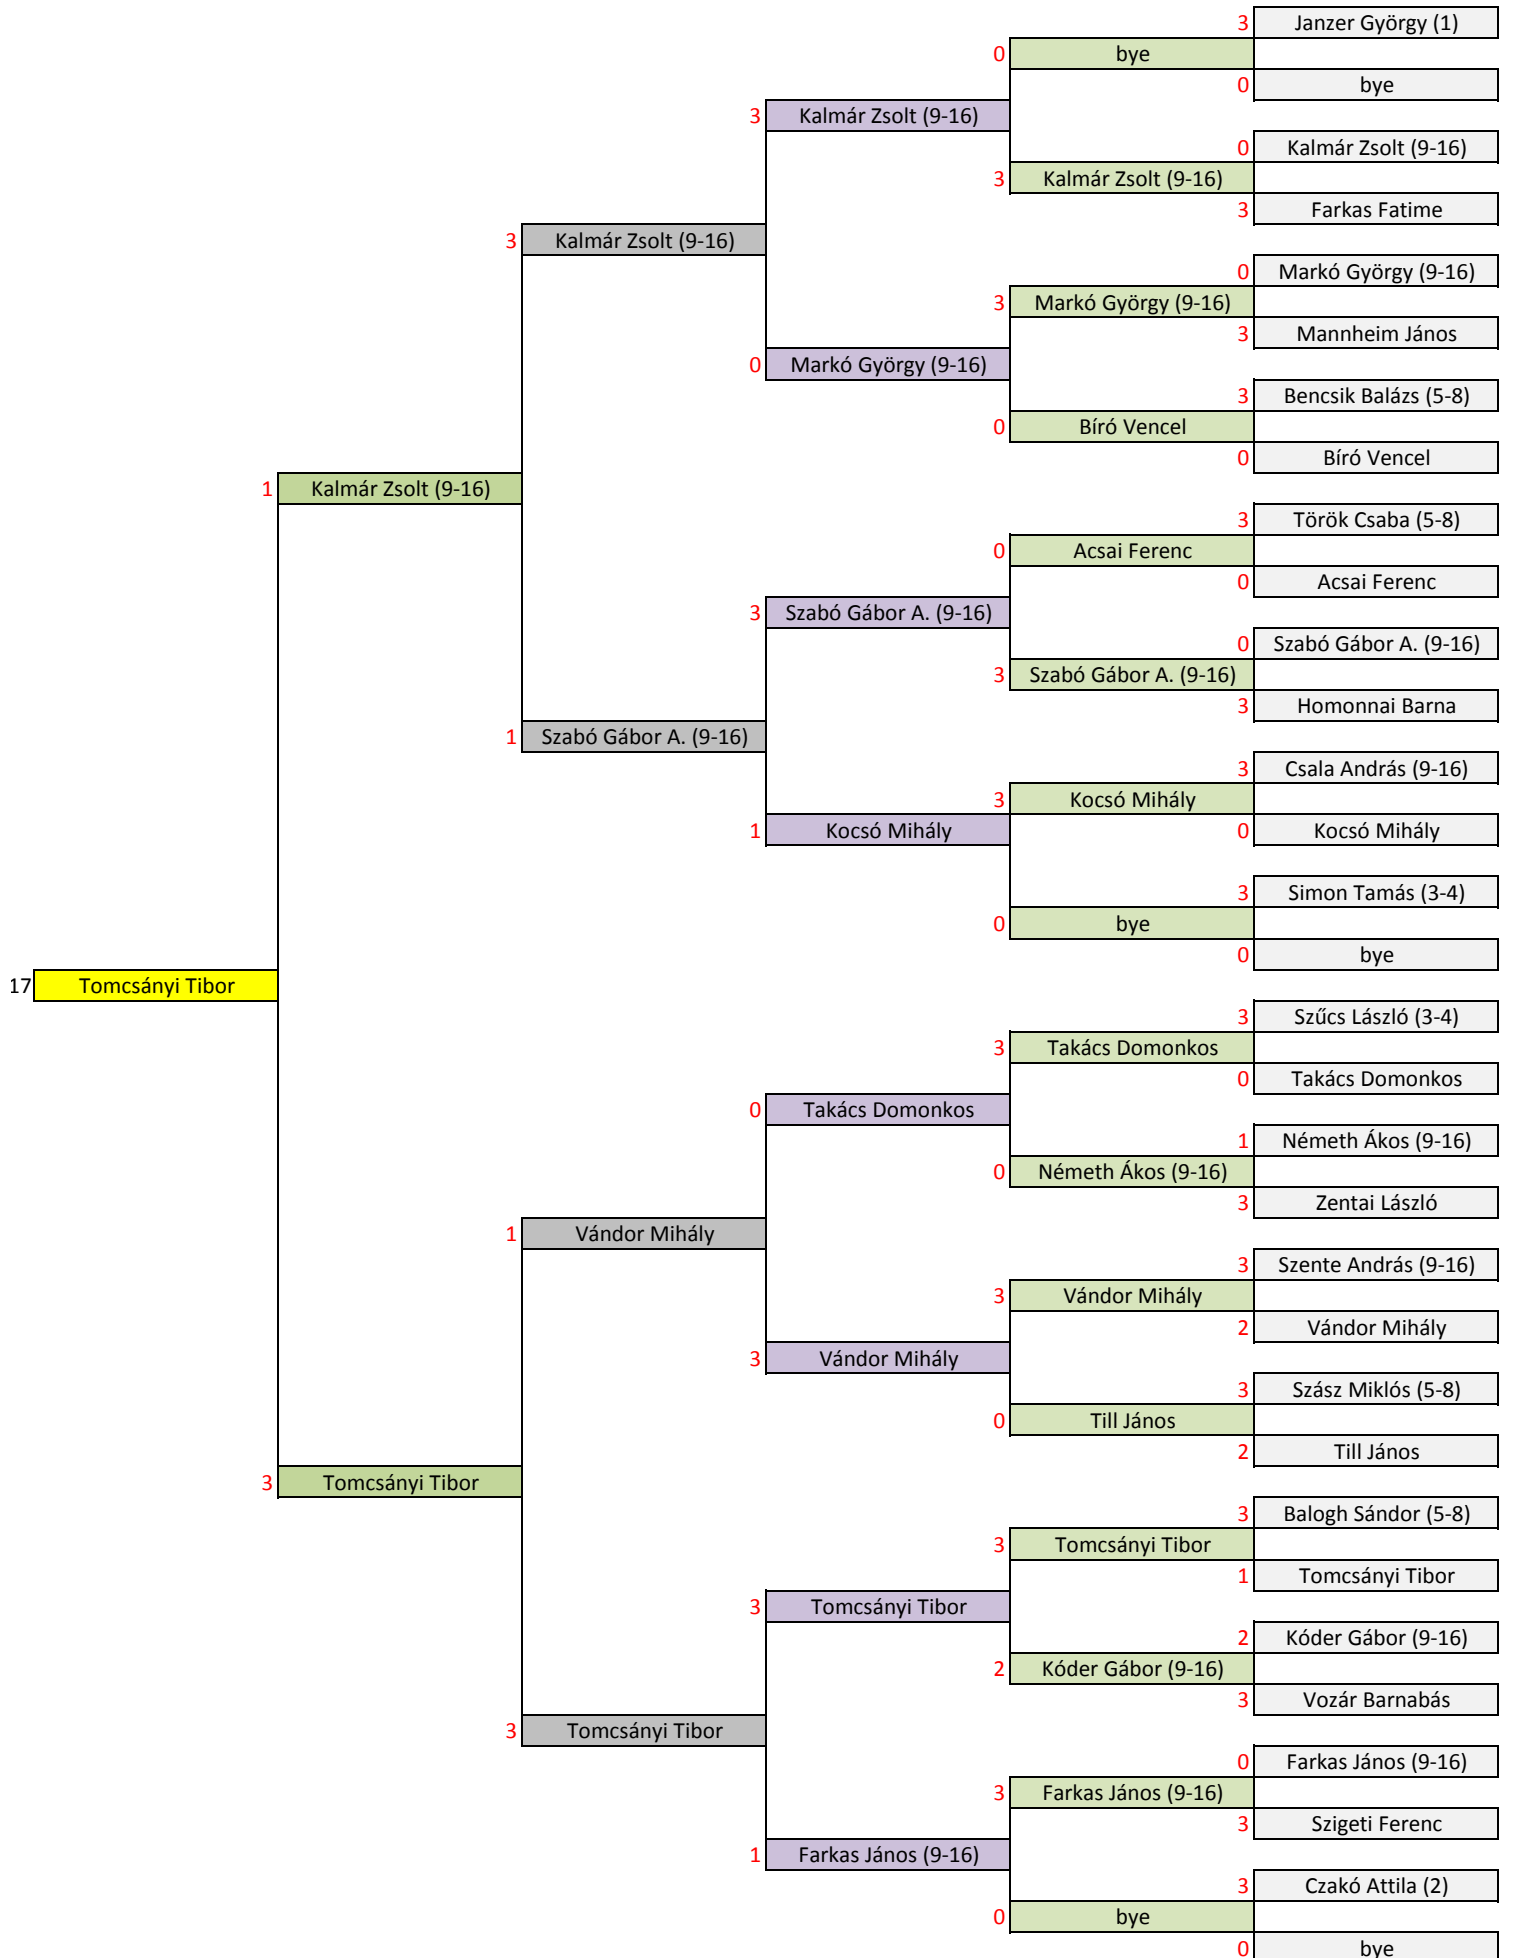 3 Janzer György (1)
0 bye
0 bye
3 Kalmár Zsolt (9-16)
0 Kalmár Zsolt (9-16)
3 Kalmár Zsolt (9-16)
3 Farkas Fatime
3 Kalmár Zsolt (9-16)
0 Markó György (9-16)
3 Markó György (9-16)
3 Mannheim János
0 Markó György (9-16)
3 Bencsik Balázs (5-8)
0 Bíró Vencel
0 Bíró Vencel
1 Kalmár Zsolt (9-16)
3 Török Csaba (5-8)
0 Acsai Ferenc
0 Acsai Ferenc
3 Szabó Gábor A. (9-16)
0 Szabó Gábor A. (9-16)
3 Szabó Gábor A. (9-16)
3 Homonnai Barna
1 Szabó Gábor A. (9-16)
3 Csala András (9-16)
3 Kocsó Mihály
1 Kocsó Mihály
0 Kocsó Mihály
3 Simon Tamás (3-4)
0 bye
0 bye
17 Tomcsányi Tibor
3 Szűcs László (3-4)
3 Takács Domonkos
0 Takács Domonkos
0 Takács Domonkos
1 Németh Ákos (9-16)
0 Németh Ákos (9-16)
3 Zentai László
1 Vándor Mihály
3 Szente András (9-16)
3 Vándor Mihály
2 Vándor Mihály
3 Vándor Mihály
3 Szász Miklós (5-8)
0 Till János
2 Till János
3 Tomcsányi Tibor
3 Balogh Sándor (5-8)
3 Tomcsányi Tibor
1 Tomcsányi Tibor
3 Tomcsányi Tibor
2 Kóder Gábor (9-16)
2 Kóder Gábor (9-16)
3 Vozár Barnabás
3 Tomcsányi Tibor
0 Farkas János (9-16)
3 Farkas János (9-16)
3 Szigeti Ferenc
1 Farkas János (9-16)
3 Czakó Attila (2)
0 bye
0 bye